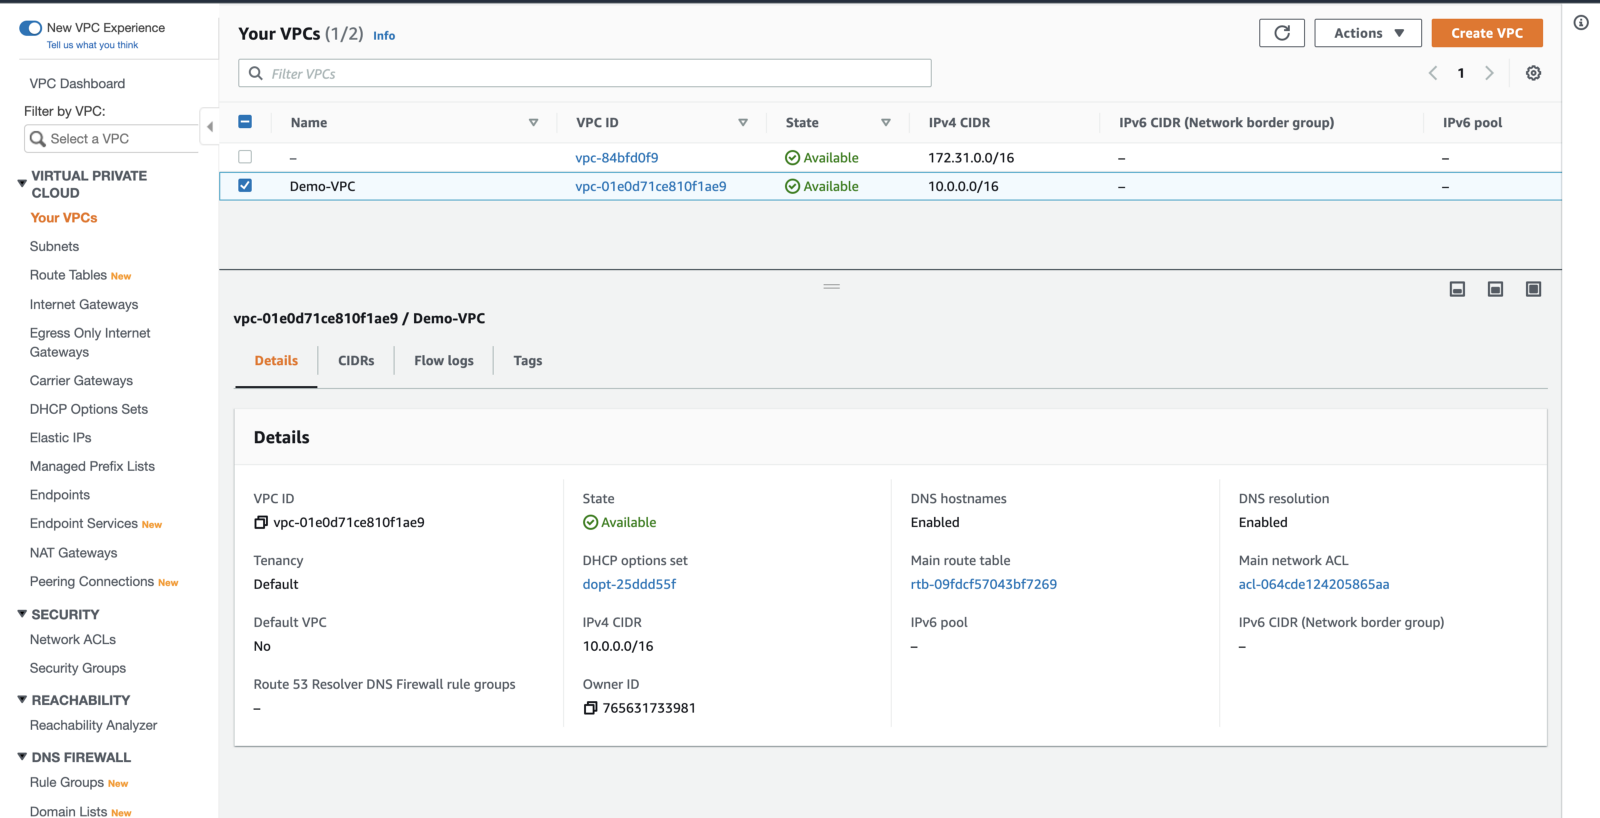 New VPC Experience
Tell us what you think
VPC Dashboard
Filter by VPC:
Select a VPC
VIRTUAL PRIVATE
CLOUD
Your VPCs
Subnets
Route Tables New
Internet Gateways
Egress Only Internet
Gateways
Carrier Gateways
DHCP Options Sets
Elastic IPs
Managed Prefix Lists
Endpoints
Endpoint Services New
NAT Gateways
Peering Connections New
SECURITY
Network ACLs
Security Groups
REACHABILITY
Reachability Analyzer
DNS FIREWALL
Rule Groups New
Domain Lists New
Your VPCs (1/2) Info
Actions
Create VPC
Filter VPCs
1
Name VPC ID State IPv4 CIDR IPv6 CIDR (Network border group) IPv6 pool
– vpc-84bfd0f9 Available 172.31.0.0/16 – –
Demo-VPC vpc-01e0d71ce810f1ae9 Available 10.0.0.0/16 – –
vpc-01e0d71ce810f1ae9 / Demo-VPC
Details CIDRs Flow logs Tags
Details
VPC ID State DNS hostnames DNS resolution
vpc-01e0d71ce810f1ae9 Available Enabled Enabled
Tenancy DHCP options set Main route table Main network ACL
Default dopt-25ddd55f rtb-09fdcf57043bf7269 acl-064cde124205865aa
Default VPC IPv4 CIDR IPv6 pool IPv6 CIDR (Network border group)
No 10.0.0.0/16 – –
Route 53 Resolver DNS Firewall rule groups Owner ID
– 765631733981